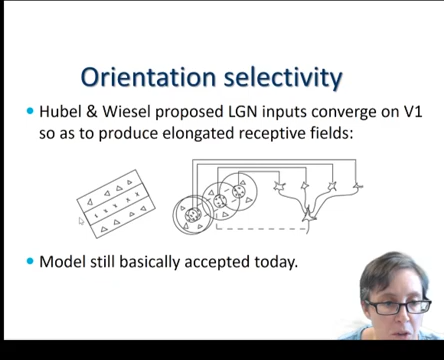 Orientation selectivity
• Hubel & Wiesel proposed LGN inputs converge on V1
so as to produce elongated receptive fields:
• Model still basically accepted today.